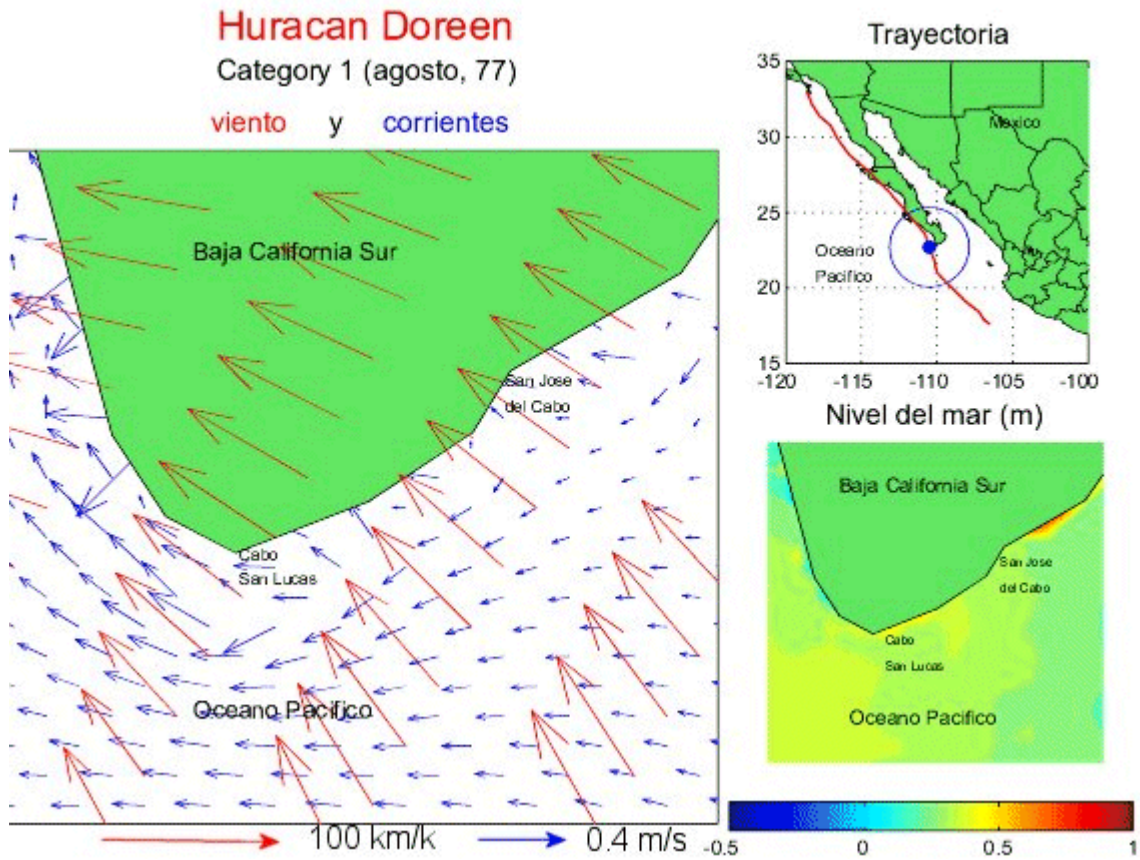 Huracan Doreen
Category 1 (agosto, 77)
viento y corrientes
Baja California Sur
San Jose
del Cabo
Cabo
San Lucas
Oceano Pacifico
100 km/k
0.4 m/s
Trayectoria
35
30
25
20
15
-120 -115 -110 -105 -100
Mexico
Oceano
Pacifico
Nivel del mar (m)
Baja California Sur
San Jose
del Cabo
Cabo
San Lucas
Oceano Pacifico
-0.5 0 0.5 1